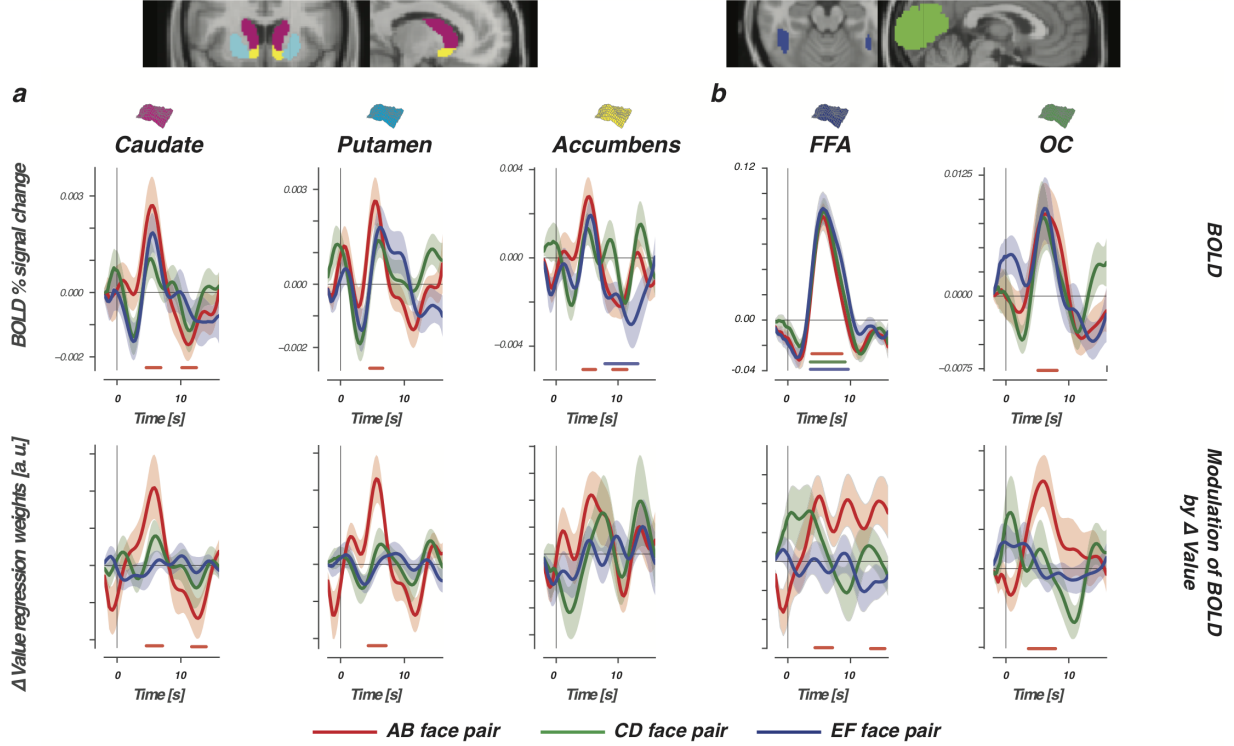 a
b
Caudate
Putamen
Accumbens
FFA
OC
BOLD % signal change
0.003
0.000
−0.002
0.003
0.000
−0.002
0.004
0.000
−0.004
0.12
0.00
-0.04
0.0125
0.0000
−0.0075
BOLD
0 10
0 10
0 10
0 10
0 10
Time [s]
Time [s]
Time [s]
Time [s]
Time [s]
Δ Value regression weights [a. u.]
Modulation of BOLD
by Δ Value
0 10
0 10
0 10
0 10
0 10
Time [s]
Time [s]
Time [s]
Time [s]
Time [s]
AB face pair
CD face pair
EF face pair